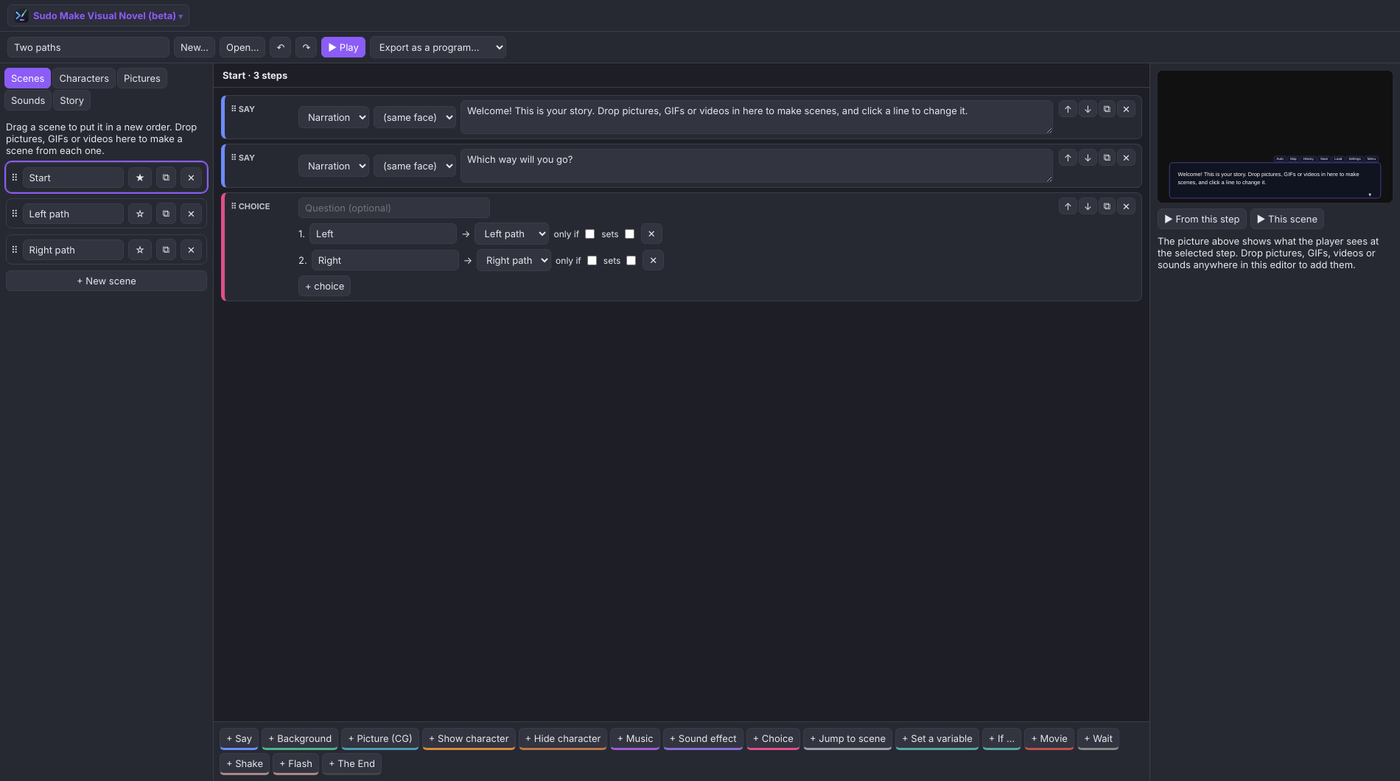 Sudo Make Visual Novel (beta) ▾
Two paths
New...
Open...
↶
↷
▶ Play
Export as a program...
Scenes
Characters
Pictures
Sounds
Story
Drag a scene to put it in a new order. Drop
pictures, GIFs or videos here to make a
scene from each one.
Start
Left path
Right path
+ New scene
Start · 3 steps
SAY
Narration
(same face)
Welcome! This is your story. Drop pictures, GIFs or videos in here to make scenes, and click a line to change it.
SAY
Narration
(same face)
Which way will you go?
CHOICE
Question (optional)
1. Left → Left path only if sets
2. Right → Right path only if sets
+ choice
+ Say
+ Background
+ Picture (CG)
+ Show character
+ Hide character
+ Music
+ Sound effect
+ Choice
+ Jump to scene
+ Set a variable
+ If ...
+ Movie
+ Wait
+ Shake
+ Flash
+ The End
Auto Skip History Save Load Settings Menu
Welcome! This is your story. Drop pictures, GIFs or videos in here to make
scenes, and click a line to change it.
▶ From this step
▶ This scene
The picture above shows what the player sees at
the selected step. Drop pictures, GIFs, videos or
sounds anywhere in this editor to add them.